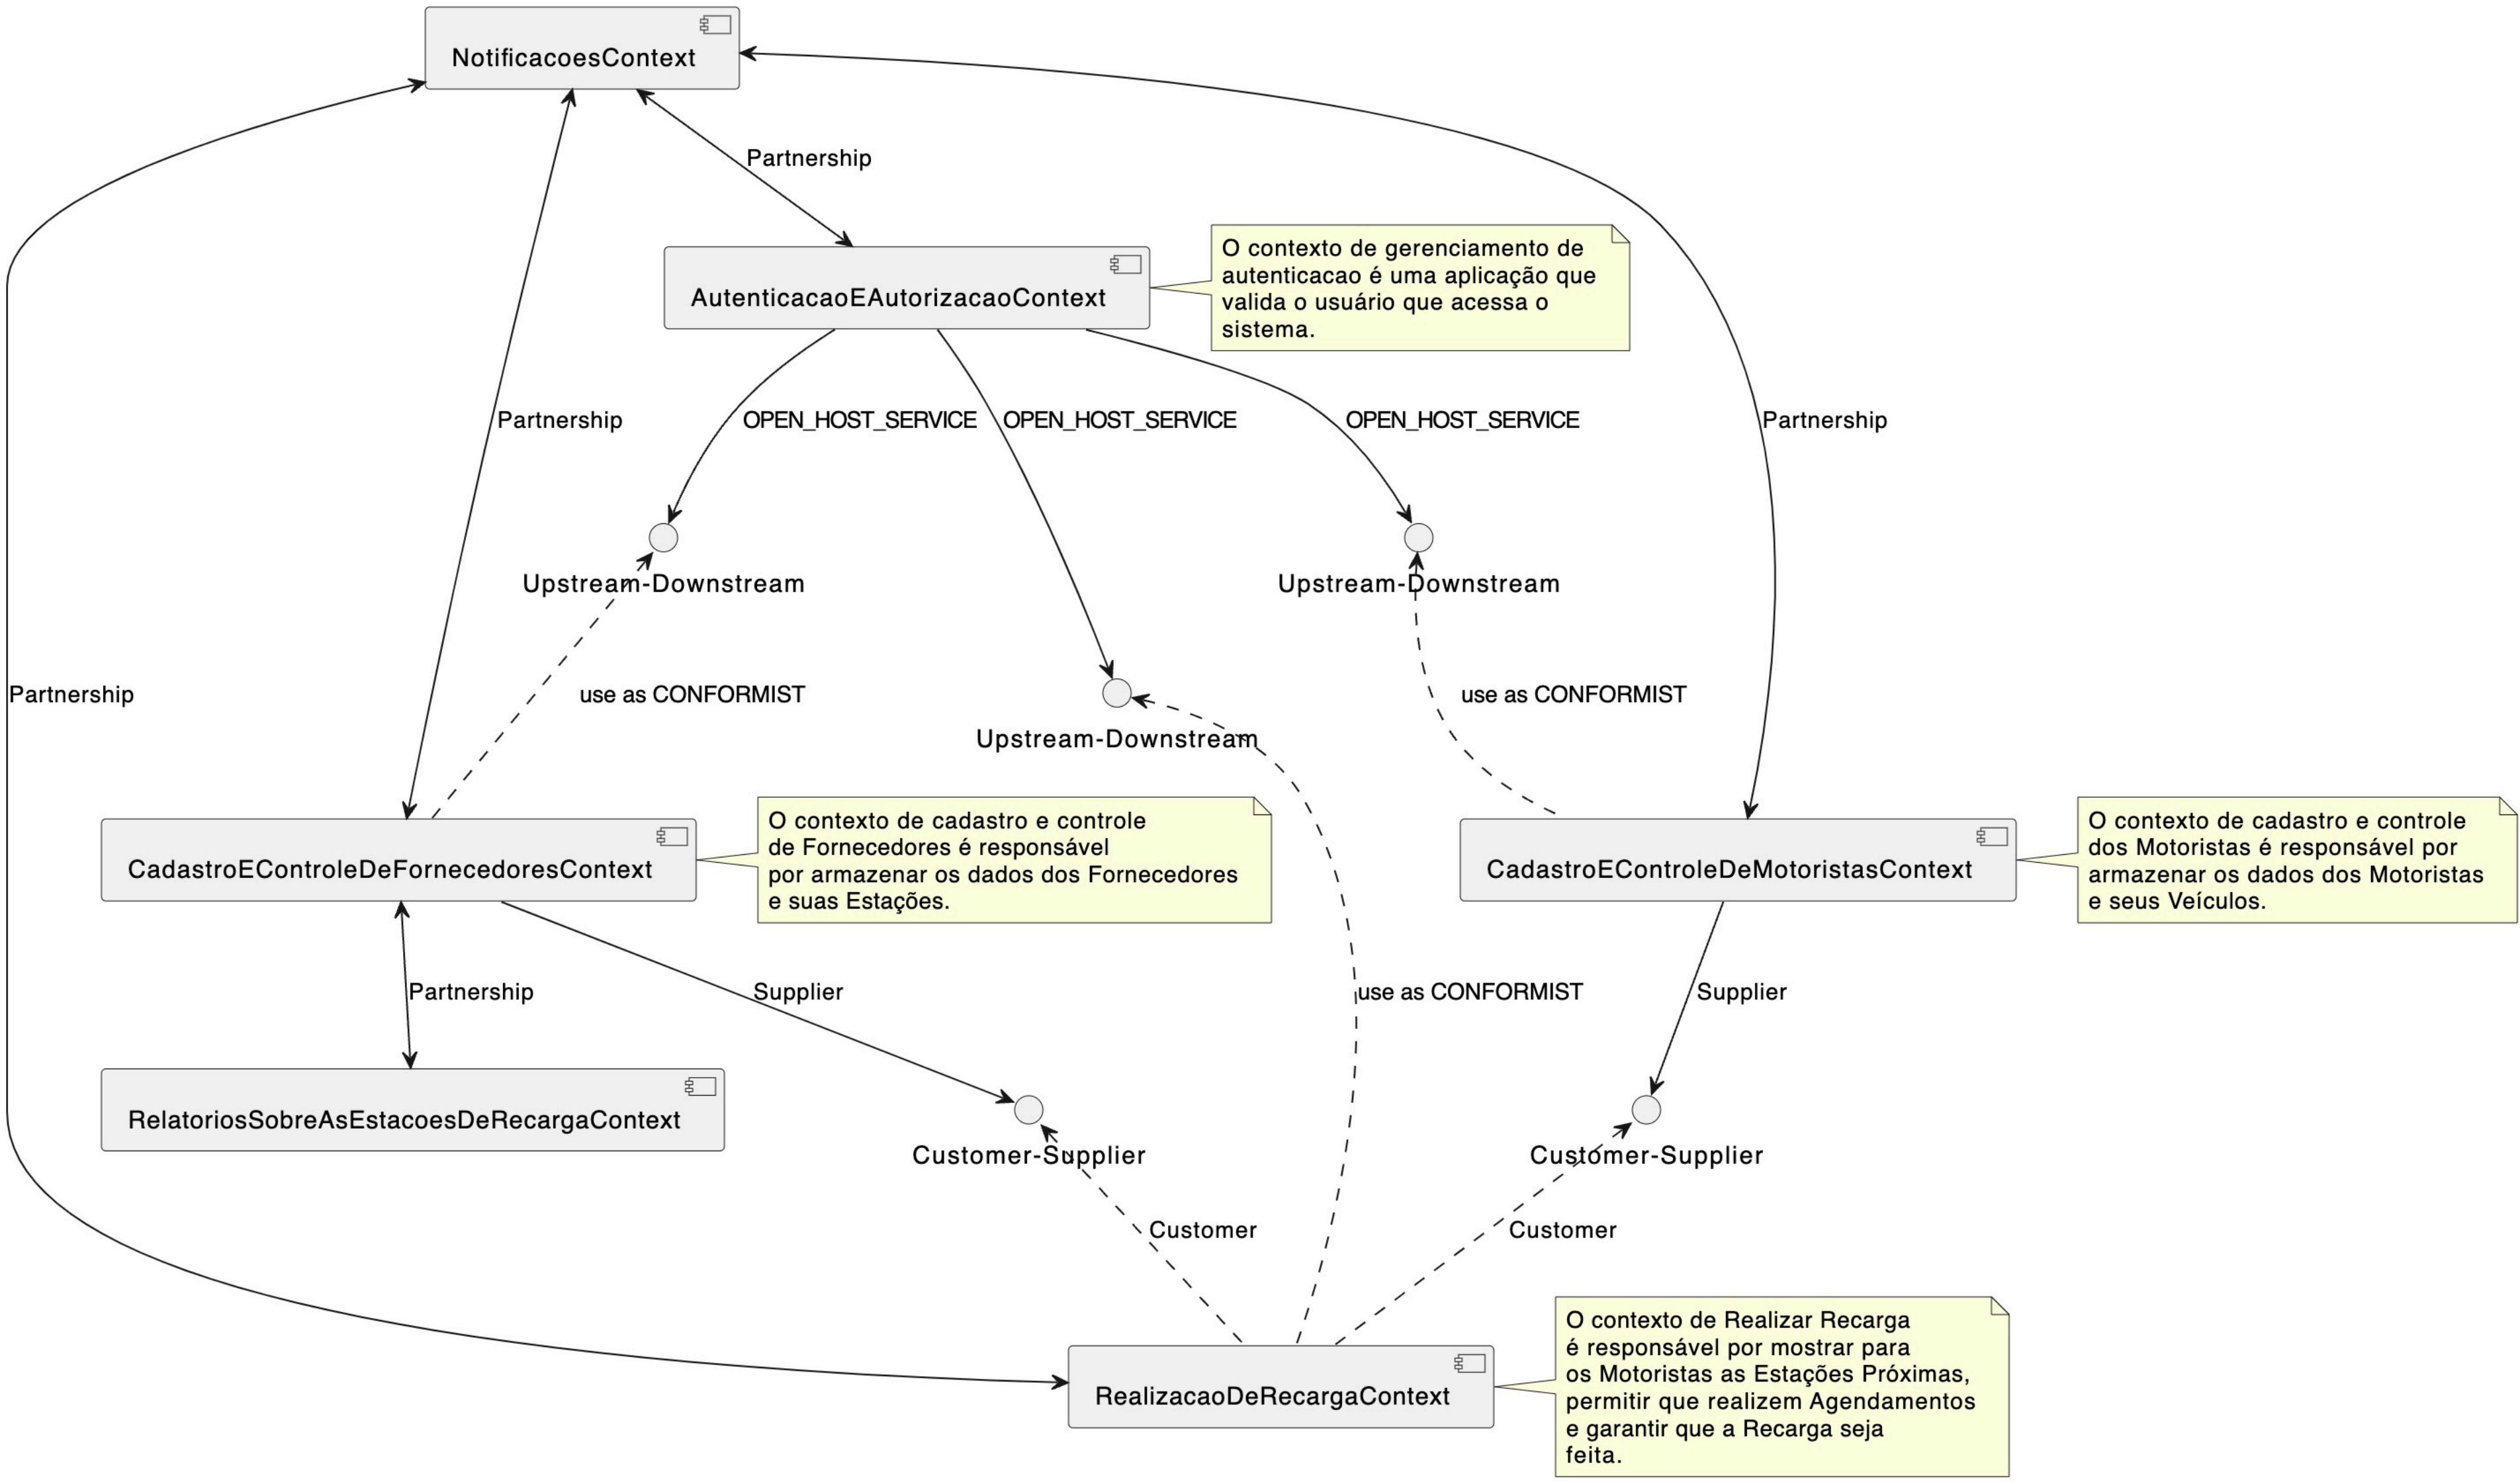 NotificacoesContext
Partnership
AutenticacaoEAutorizacaoContext
O contexto de gerenciamento de
autenticacao é uma aplicação que
valida o usuário que acessa o
sistema.
Partnership
OPEN_HOST_SERVICE
OPEN_HOST_SERVICE
OPEN_HOST_SERVICE
Partnership
Upstream-Downstream
Upstream-Downstream
Partnership
use as CONFORMIST
use as CONFORMIST
Upstream-Downstream
CadastroEControleDeFornecedoresContext
O contexto de cadastro e controle
de Fornecedores é responsável
por armazenar os dados dos Fornecedores
e suas Estações.
CadastroEControleDeMotoristasContext
O contexto de cadastro e controle
dos Motoristas é responsável por
armazenar os dados dos Motoristas
e seus Veículos.
Partnership
Supplier
use as CONFORMIST
Supplier
RelatoriosSobreAsEstacoesDeRecargaContext
Customer-Supplier
Customer-Supplier
Customer
Customer
RealizacaoDeRecargaContext
O contexto de Realizar Recarga
é responsável por mostrar para
os Motoristas as Estações Próximas,
permitir que realizem Agendamentos
e garantir que a Recarga seja
feita.